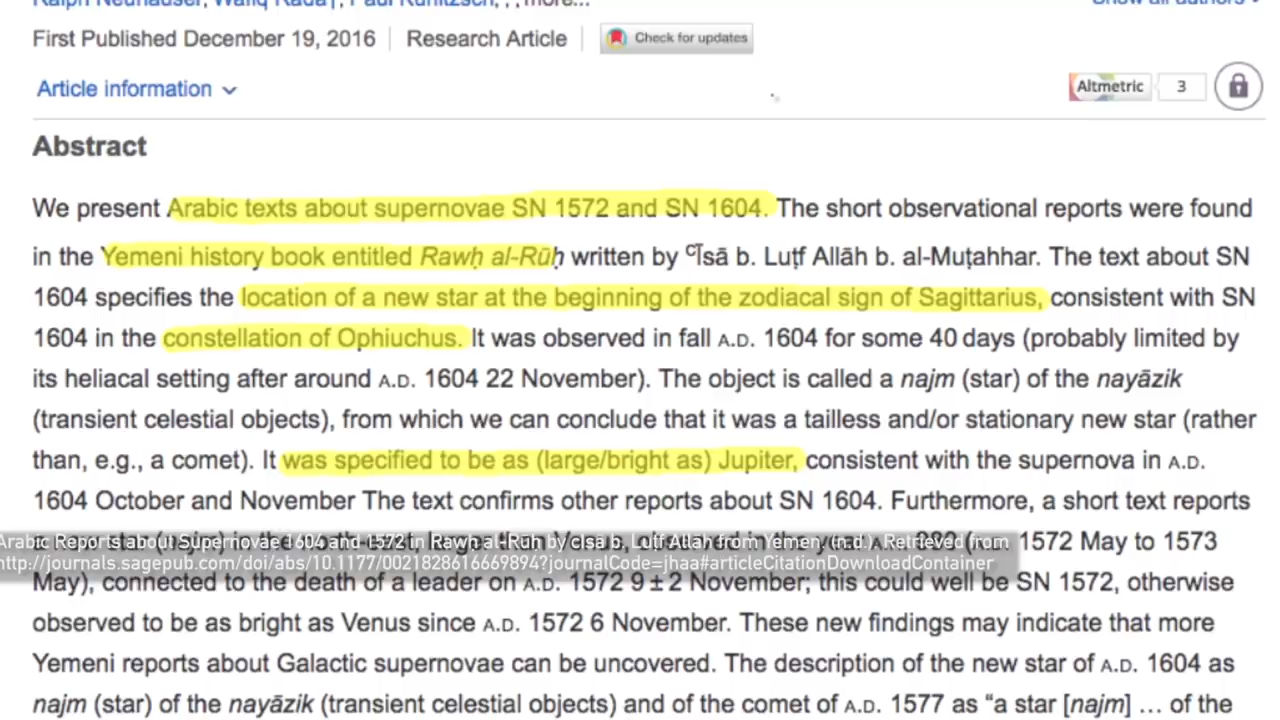 Ralph Neuhäuser, Wafiq Rada, Paul Kunitzsch, , , more...
Show all authors
First Published December 19, 2016 Research Article Check for updates
Article information
Altmetric 3
Abstract
We present Arabic texts about supernovae SN 1572 and SN 1604. The short observational reports were found
in the Yemeni history book entitled Rawḥ al-Rūḥ written by ᶜĪsā b. Luṭf Allāh b. al-Muṭahhar. The text about SN
1604 specifies the location of a new star at the beginning of the zodiacal sign of Sagittarius, consistent with SN
1604 in the constellation of Ophiuchus. It was observed in fall A.D. 1604 for some 40 days (probably limited by
its heliacal setting after around A.D. 1604 22 November). The object is called a najm (star) of the nayāzik
(transient celestial objects), from which we can conclude that it was a tailless and/or stationary new star (rather
than, e.g., a comet). It was specified to be as (large/bright as) Jupiter, consistent with the supernova in A.D.
1604 October and November The text confirms other reports about SN 1604. Furthermore, a short text reports
1572 May to 1573
Arabic Reports about Supernovae 1604 and 1572 in Rawḥ al-Rūḥ by cĪsā b. Luṭf Allāh from Yemen. (n.d.). Retrieved from
http://journals.sagepub.com/doi/abs/10.1177/0021828616669894?journalCode=jhaa#articleCitationDownloadContainer
May), connected to the death of a leader on A.D. 1572 9 ± 2 November; this could well be SN 1572, otherwise
observed to be as bright as Venus since A.D. 1572 6 November. These new findings may indicate that more
Yemeni reports about Galactic supernovae can be uncovered. The description of the new star of A.D. 1604 as
najm (star) of the nayāzik (transient celestial objects) and of the comet of A.D. 1577 as “a star [najm] … of the